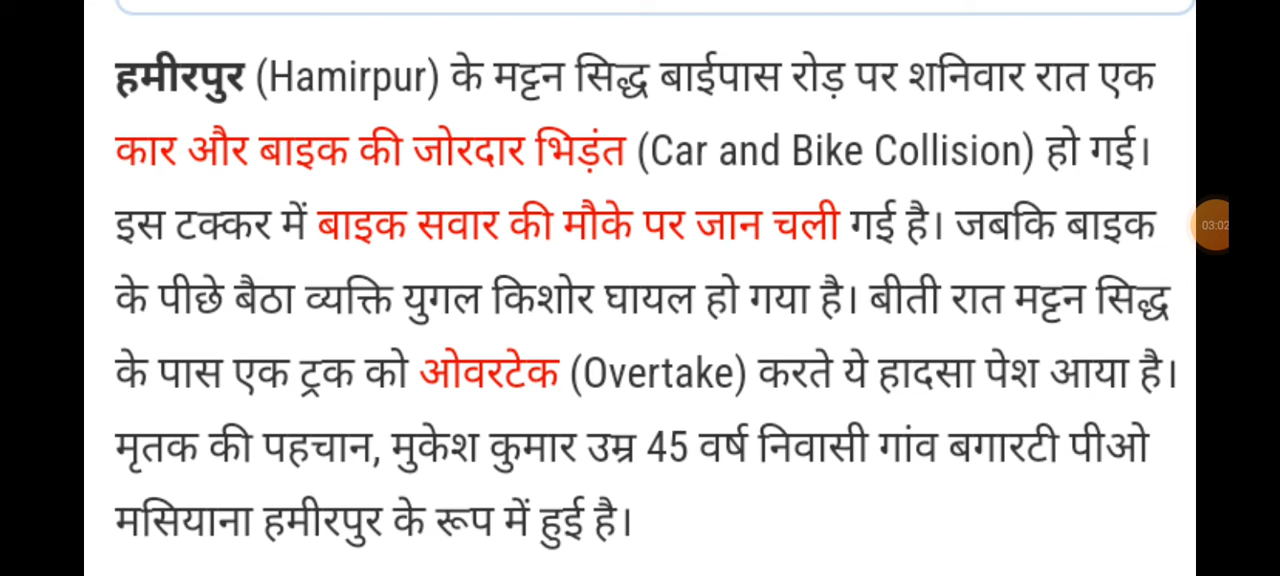 हमीरपुर (Hamirpur) के मट्टन सिद्ध बाईपास रोड़ पर शनिवार रात एक
कार और बाइक की जोरदार भिड़ंत (Car and Bike Collision) हो गई।
इस टक्कर में बाइक सवार की मौके पर जान चली गई है। जबकि बाइक
के पीछे बैठा व्यक्ति युगल किशोर घायल हो गया है। बीती रात मट्टन सिद्ध
के पास एक ट्रक को ओवरटेक (Overtake) करते ये हादसा पेश आया है।
मृतक की पहचान, मुकेश कुमार उम्र 45 वर्ष निवासी गांव बगारटी पीओ
मसियाना हमीरपुर के रूप में हुई है।
03:02